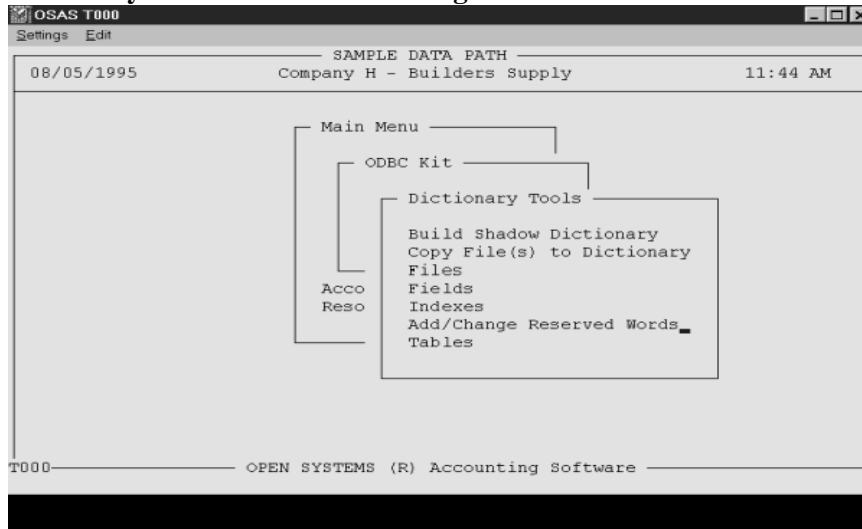 OSAS T000
Settings Edit
SAMPLE DATA PATH
08/05/1995 Company H - Builders Supply 11:44 AM
Main Menu
ODBC Kit
Dictionary Tools
Build Shadow Dictionary
Copy File(s) to Dictionary
Files
Acco Fields
Reso Indexes
Add/Change Reserved Words
Tables
T000 OPEN SYSTEMS (R) Accounting Software